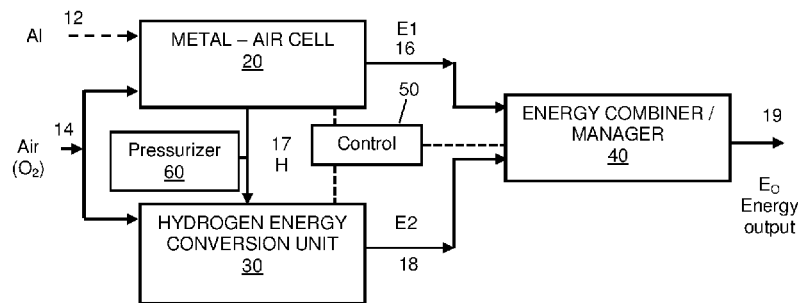 12
Al
METAL – AIR CELL
20
E1
16
50
14
Air
(O2)
Pressurizer
60
17
H
Control
ENERGY COMBINER /
MANAGER
40
19
EO
Energy
output
HYDROGEN ENERGY
CONVERSION UNIT
30
E2
18